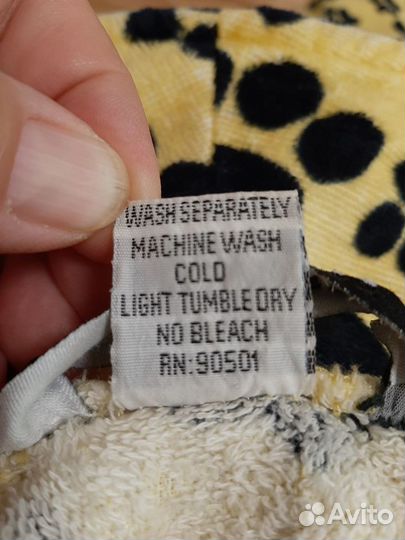 WASH SEPARATELY
MACHINE WASH
COLD
LIGHT TUMBLE DRY
NO BLEACH
RN:90501
Avito